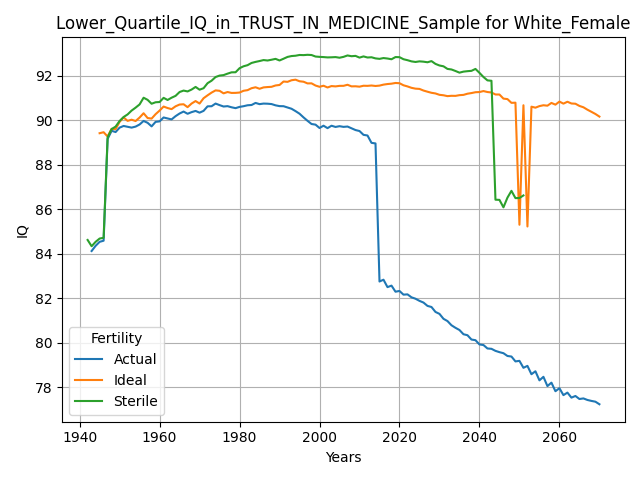 Lower_Quartile_IQ_in_TRUST_IN_MEDICINE_Sample for White_Female
92
90
88
86
84
82
80
78
IQ
Fertility
Actual
Ideal
Sterile
1940 1960 1980 2000 2020 2040 2060
Years